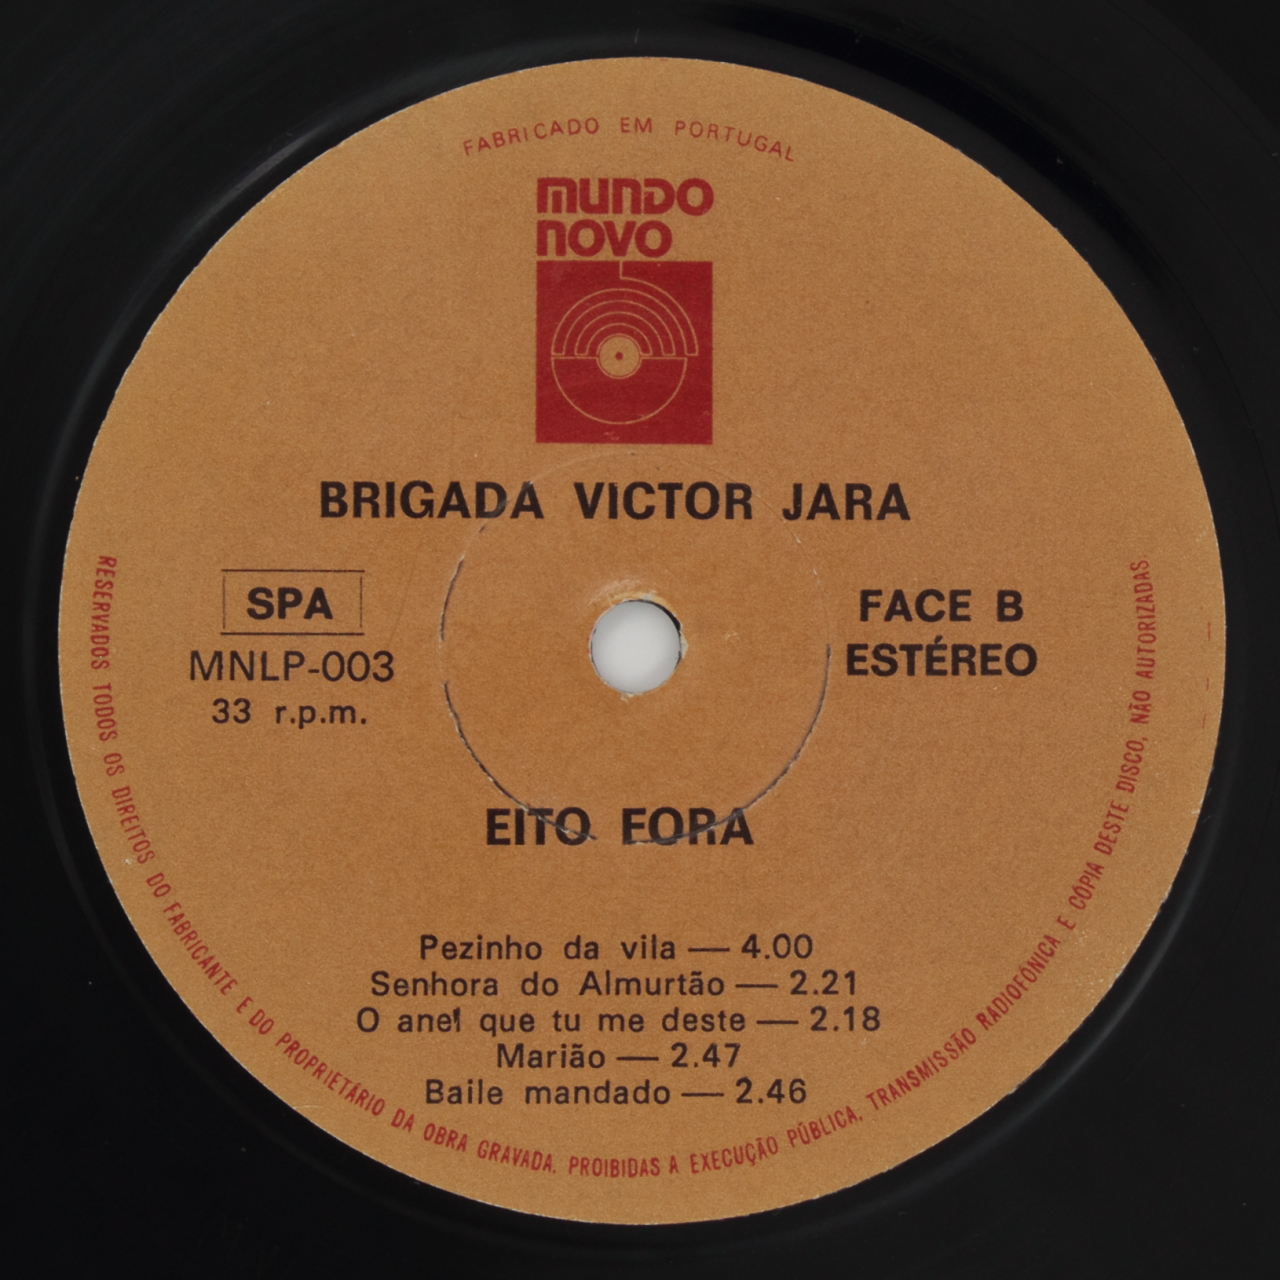 FABRICADO EM PORTUGAL
MUNDO
NOVO
BRIGADA VICTOR JARA
SPA
MNLP-003
33 r.p.m.
FACE B
ESTÉREO
EITO FORA
Pezinho da vila — 4.00
Senhora do Almurtão — 2.21
O anel que tu me deste — 2.18
Marião — 2.47
Baile mandado — 2.46
RESERVADOS TODOS OS DIREITOS DO FABRICANTE E DO PROPRIETÁRIO DA OBRA GRAVADA. PROIBIDAS A EXECUÇÃO PÚBLICA, TRANSMISSÃO RADIOFÓNICA E CÓPIA DESTE DISCO, NÃO AUTORIZADAS